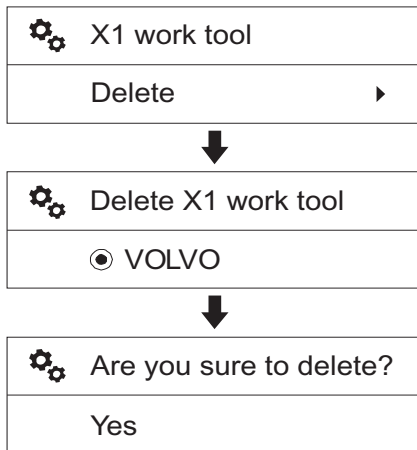 X1 work tool
Delete
Delete X1 work tool
VOLVO
Are you sure to delete?
Yes